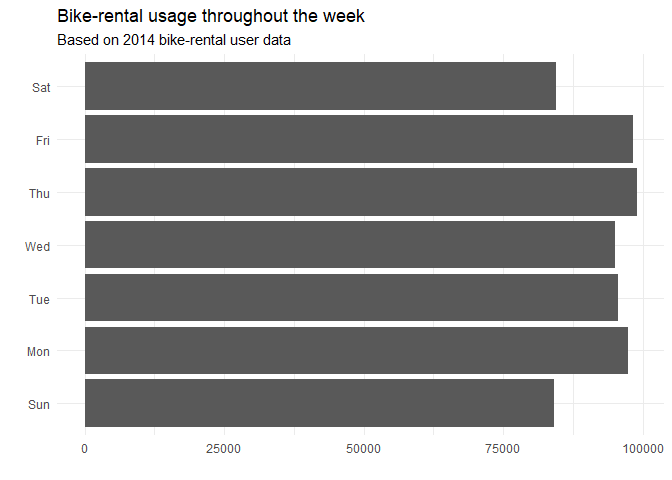 Bike-rental usage throughout the week
Based on 2014 bike-rental user data
Sat
Fri
Thu
Wed
Tue
Mon
Sun
0 25000 50000 75000 100000